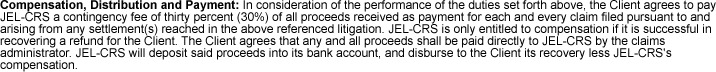 Compensation, Distribution and Payment: In consideration of the performance of the duties set forth above, the Client agrees to pay
JEL-CRS a contingency fee of thirty percent (30%) of all proceeds received as payment for each and every claim filed pursuant to and
arising from any settlement(s) reached in the above referenced litigation. JEL-CRS is only entitled to compensation if it is successful in
recovering a refund for the Client. The Client agrees that any and all proceeds shall be paid directly to JEL-CRS by the claims
administrator. JEL-CRS will deposit said proceeds into its bank account, and disburse to the Client its recovery less JEL-CRS's
compensation.